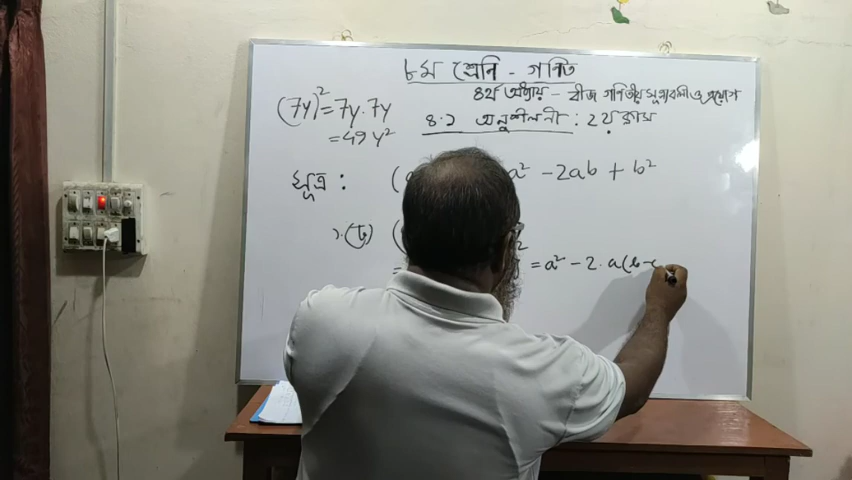 ৮ম শ্রেনি - গণিত
৪র্থ অধ্যায় - বীজ গণিতীয় সূত্রাবলী ও প্রয়োগ
৪.১ অনুশীলনী : ২য় ক্লাস
(7y)² = 7y . 7y
= 49y²
সূত্র : ( a² - 2ab + b²
১. (
= a² - 2. a(b-c